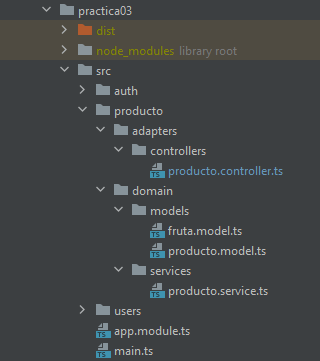 practica03
dist
node_modules library root
src
auth
producto
adapters
controllers
TS producto.controller.ts
domain
models
TS fruta.model.ts
TS producto.model.ts
services
TS producto.service.ts
users
TS app.module.ts
TS main.ts